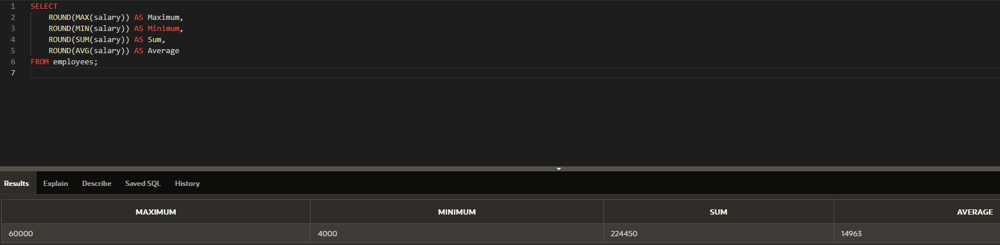 1 SELECT
2 ROUND(MAX(salary)) AS Maximum,
3 ROUND(MIN(salary)) AS Minimum,
4 ROUND(SUM(salary)) AS Sum,
5 ROUND(AVG(salary)) AS Average
6 FROM employees;
7
Results Explain Describe Saved SQL History
MAXIMUM MINIMUM SUM AVERAGE
60000 4000 224450 14963